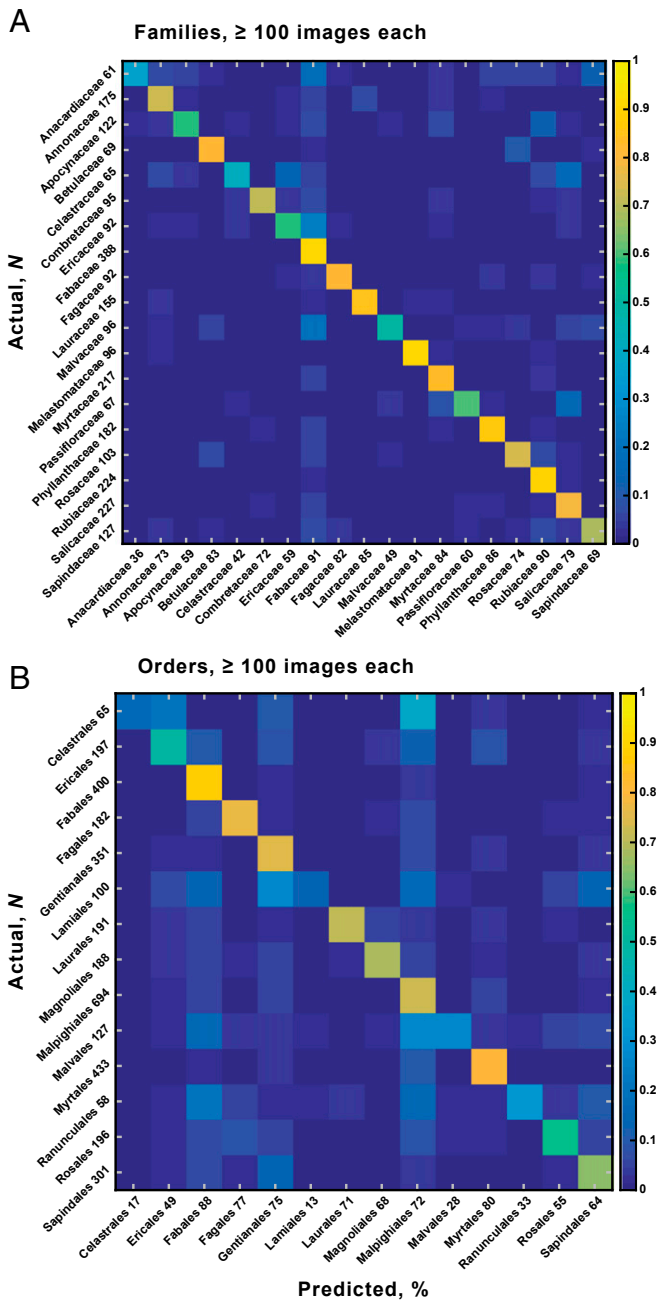 A
Families, ≥ 100 images each
Actual, N
Anacardiaceae 61
Annonaceae 175
Apocynaceae 122
Betulaceae 69
Celastraceae 65
Combretaceae 95
Ericaceae 92
Fabaceae 388
Fagaceae 92
Lauraceae 155
Malvaceae 96
Melastomataceae 96
Myrtaceae 217
Passifloraceae 67
Phyllanthaceae 182
Rosaceae 103
Rubiaceae 224
Salicaceae 227
Sapindaceae 127
Anacardiaceae 36
Annonaceae 73
Apocynaceae 59
Betulaceae 83
Celastraceae 42
Combretaceae 72
Ericaceae 59
Fabaceae 91
Fagaceae 82
Lauraceae 85
Malvaceae 49
Melastomataceae 91
Myrtaceae 84
Passifloraceae 60
Phyllanthaceae 86
Rosaceae 74
Rubiaceae 90
Salicaceae 79
Sapindaceae 69
1
0.9
0.8
0.7
0.6
0.5
0.4
0.3
0.2
0.1
0
B
Orders, ≥ 100 images each
Actual, N
Celastrales 65
Ericales 197
Fabales 400
Fagales 182
Gentianales 351
Lamiales 100
Laurales 191
Magnoliales 188
Malpighiales 694
Malvales 127
Myrtales 433
Ranunculales 58
Rosales 196
Sapindales 301
Celastrales 17
Ericales 49
Fabales 88
Fagales 77
Gentianales 75
Lamiales 13
Laurales 71
Magnoliales 68
Malpighiales 72
Malvales 28
Myrtales 80
Ranunculales 33
Rosales 55
Sapindales 64
1
0.9
0.8
0.7
0.6
0.5
0.4
0.3
0.2
0.1
0
Predicted, %